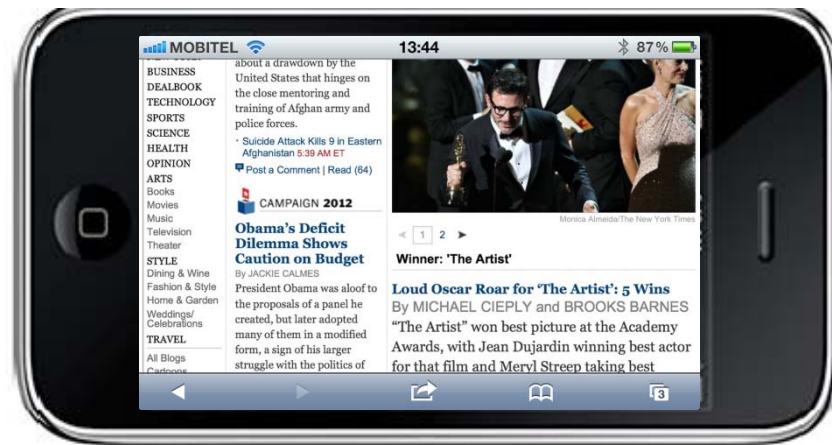 MOBITEL
13:44
87%
BUSINESS
DEALBOOK
TECHNOLOGY
SPORTS
SCIENCE
HEALTH
OPINION
ARTS
Books
Movies
Music
Television
Theater
STYLE
Dining & Wine
Fashion & Style
Home & Garden
Weddings/
Celebrations
TRAVEL
All Blogs
Cartoons
about a drawdown by the
United States that hinges on
the close mentoring and
training of Afghan army and
police forces.
Suicide Attack Kills 9 in Eastern
Afghanistan 5:39 AM ET
Post a Comment | Read (64)
CAMPAIGN 2012
Obama's Deficit
Dilemma Shows
Caution on Budget
By JACKIE CALMES
President Obama was aloof to
the proposals of a panel he
created, but later adopted
many of them in a modified
form, a sign of his larger
struggle with the politics of
Monica Almeida/The New York Times
1 2
Winner: 'The Artist'
Loud Oscar Roar for ‘The Artist’: 5 Wins
By MICHAEL CIEPLY and BROOKS BARNES
“The Artist” won best picture at the Academy
Awards, with Jean Dujardin winning best actor
for that film and Meryl Streep taking best
3